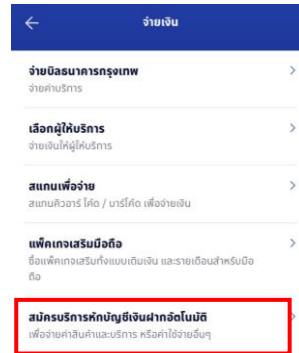 จ่ายเงิน
จ่ายบิลธนาคารกรุงเทพ
จ่ายค่าบริการ
เลือกผู้ให้บริการ
จ่ายเงินให้ผู้ให้บริการ
สแกนเพื่อจ่าย
สแกนคิวอาร์ โค้ด / บาร์โค้ด เพื่อจ่ายเงิน
แพ็คเกจเสริมมือถือ
ซื้อแพ็คเกจเสริมทั้งแบบเติมเงิน และรายเดือนสำหรับมือ
ถือ
สมัครบริการหักบัญชีเงินฝากอัตโนมัติ
เพื่อจ่ายค่าสินค้าและบริการ หรือค่าใช้จ่ายอื่นๆ